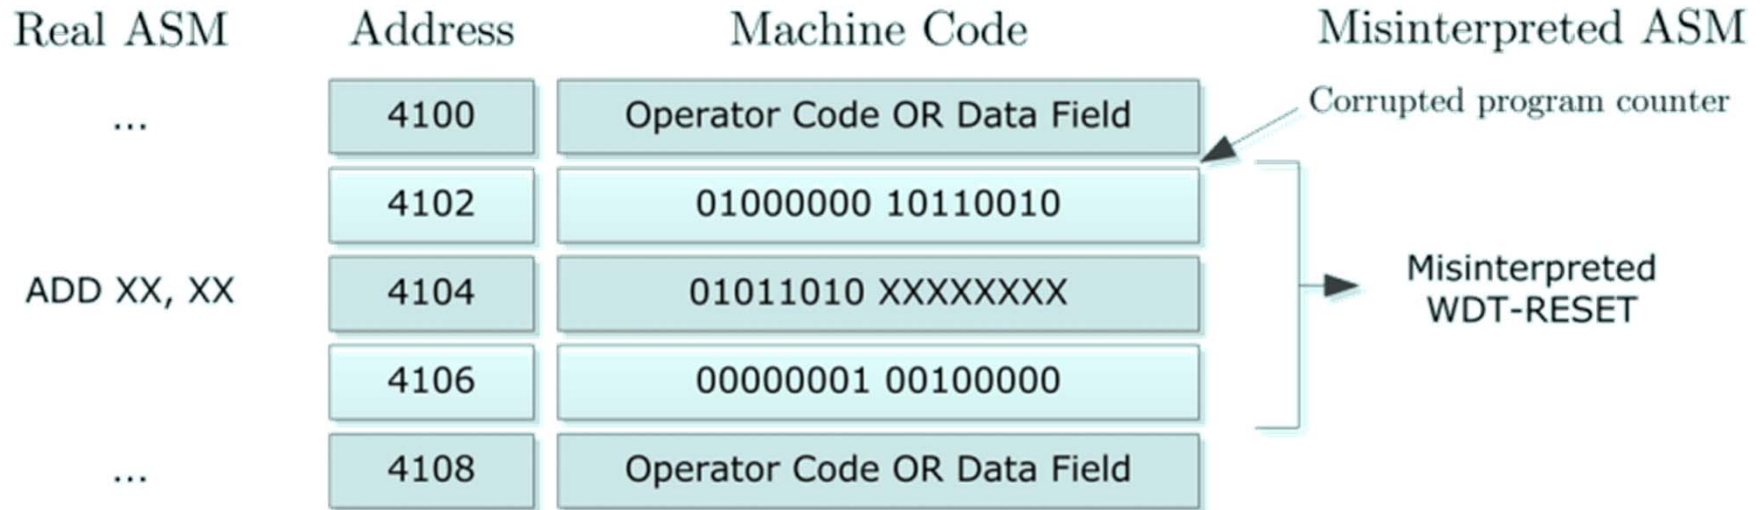 Real ASM Address Machine Code Misinterpreted ASM
... 4100 Operator Code OR Data Field
Corrupted program counter
4102 01000000 10110010
ADD XX, XX 4104 01011010 XXXXXXXX
Misinterpreted
WDT-RESET
4106 00000001 00100000
... 4108 Operator Code OR Data Field